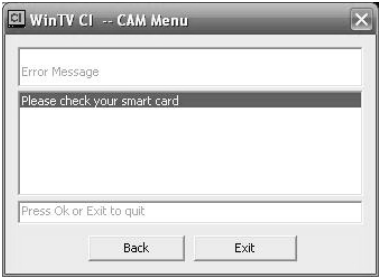 CI WinTV CI -- CAM Menu
Error Message
Please check your smart card
Press Ok or Exit to quit
Back Exit